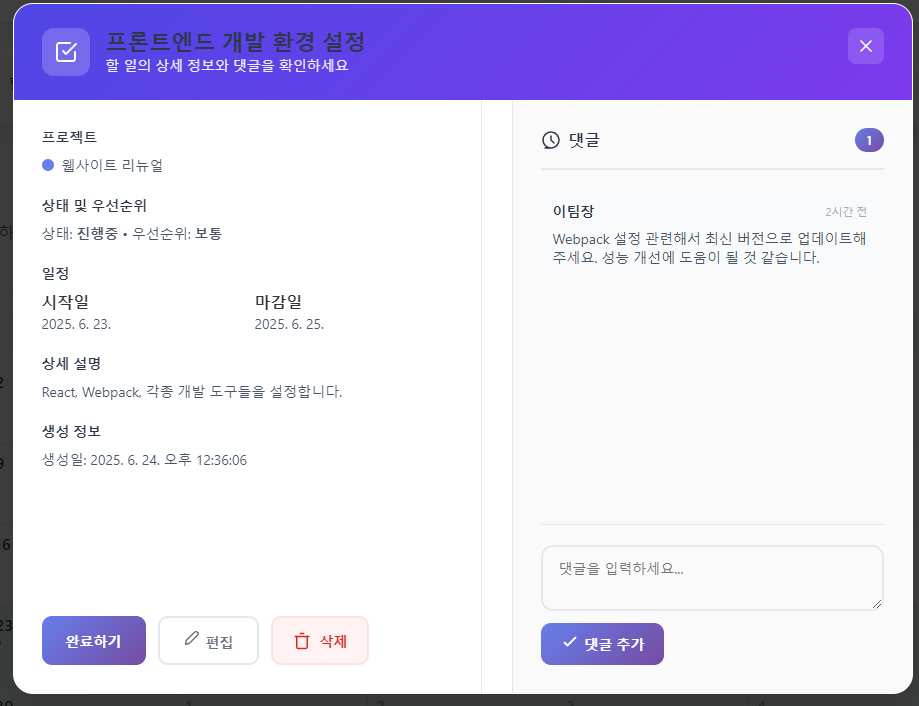 프론트엔드 개발 환경 설정
할 일의 상세 정보와 댓글을 확인하세요
프로젝트
웹사이트 리뉴얼
상태 및 우선순위
상태: 진행중 • 우선순위: 보통
일정
시작일
마감일
2025. 6. 23.
2025. 6. 25.
상세 설명
React, Webpack, 각종 개발 도구들을 설정합니다.
생성 정보
생성일: 2025. 6. 24. 오후 12:36:06
완료하기
편집
삭제
댓글
1
이팀장
2시간 전
Webpack 설정 관련해서 최신 버전으로 업데이트해
주세요. 성능 개선에 도움이 될 것 같습니다.
댓글을 입력하세요...
댓글 추가